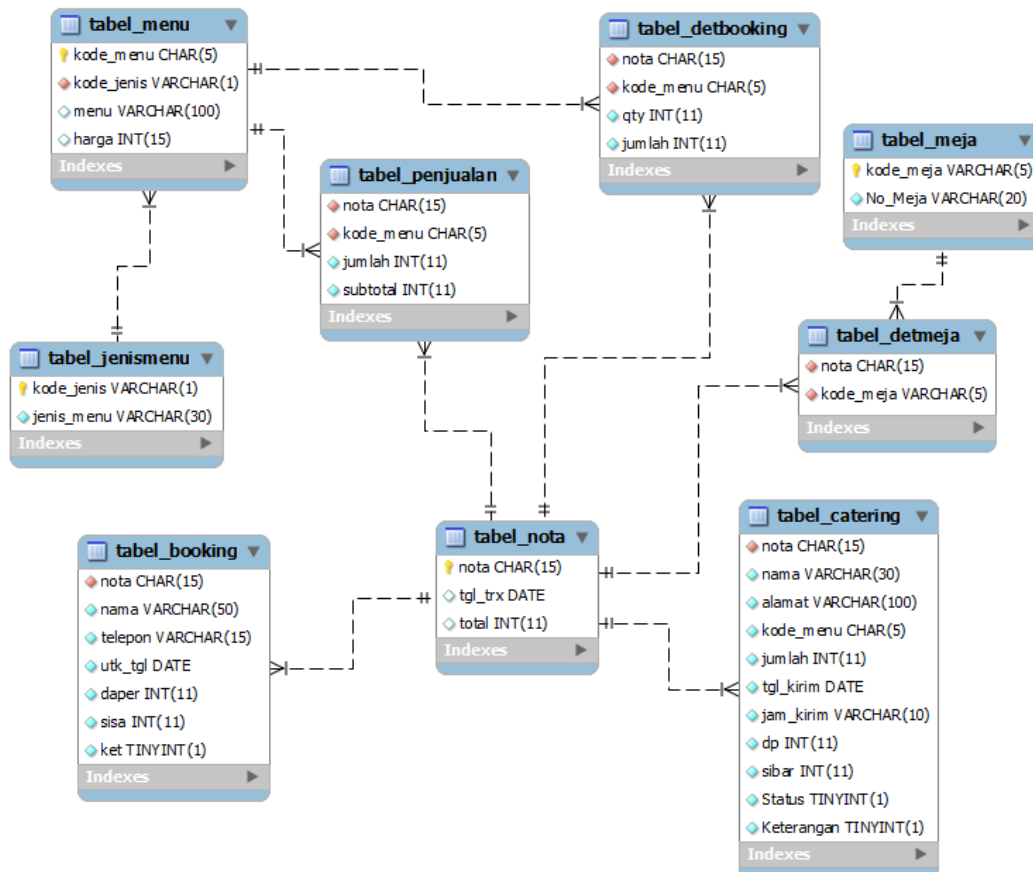 tabel_menu
kode_menu CHAR(5)
kode_jenis VARCHAR(1)
menu VARCHAR(100)
harga INT(15)
Indexes
tabel_detbooking
nota CHAR(15)
kode_menu CHAR(5)
qty INT(11)
jumlah INT(11)
Indexes
tabel_meja
kode_meja VARCHAR(5)
No_Meja VARCHAR(20)
Indexes
tabel_penjualan
nota CHAR(15)
kode_menu CHAR(5)
jumlah INT(11)
subtotal INT(11)
Indexes
tabel_jenismenu
kode_jenis VARCHAR(1)
jenis_menu VARCHAR(30)
Indexes
tabel_detmeja
nota CHAR(15)
kode_meja VARCHAR(5)
Indexes
tabel_booking
nota CHAR(15)
nama VARCHAR(50)
telepon VARCHAR(15)
utk_tgl DATE
daper INT(11)
sisa INT(11)
ket TINYINT(1)
Indexes
tabel_nota
nota CHAR(15)
tgl_trx DATE
total INT(11)
Indexes
tabel_catering
nota CHAR(15)
nama VARCHAR(30)
alamat VARCHAR(100)
kode_menu CHAR(5)
jumlah INT(11)
tgl_kirim DATE
jam_kirim VARCHAR(10)
dp INT(11)
sibar INT(11)
Status TINYINT(1)
Keterangan TINYINT(1)
Indexes